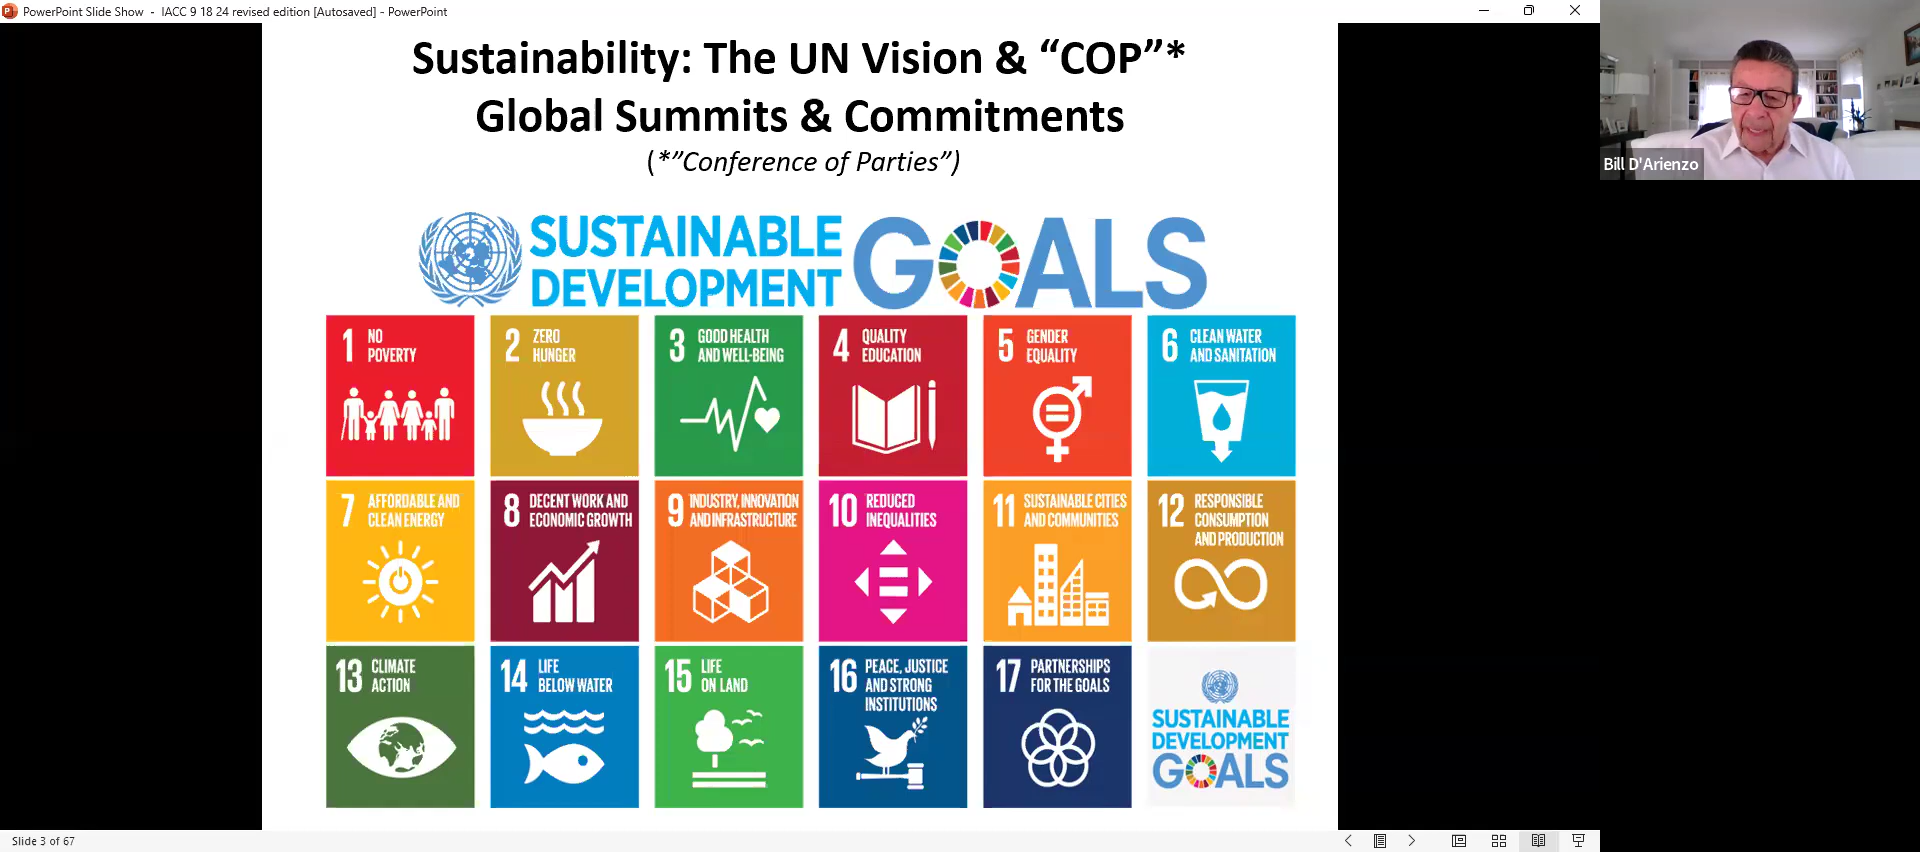 PowerPoint Slide Show - IACC 9 18 24 revised edition [Autosaved] - PowerPoint
Sustainability: The UN Vision & “COP”*
Global Summits & Commitments
(*”Conference of Parties”)
SUSTAINABLE
DEVELOPMENT
GOALS
1 NO
POVERTY
2 ZERO
HUNGER
3 GOOD HEALTH
AND WELL-BEING
4 QUALITY
EDUCATION
5 GENDER
EQUALITY
6 CLEAN WATER
AND SANITATION
7 AFFORDABLE AND
CLEAN ENERGY
8 DECENT WORK AND
ECONOMIC GROWTH
9 INDUSTRY, INNOVATION
AND INFRASTRUCTURE
10 REDUCED
INEQUALITIES
11 SUSTAINABLE CITIES
AND COMMUNITIES
12 RESPONSIBLE
CONSUMPTION
AND PRODUCTION
13 CLIMATE
ACTION
14 LIFE
BELOW WATER
15 LIFE
ON LAND
16 PEACE, JUSTICE
AND STRONG
INSTITUTIONS
17 PARTNERSHIPS
FOR THE GOALS
SUSTAINABLE
DEVELOPMENT
GOALS
Bill D'Arienzo
Slide 3 of 67